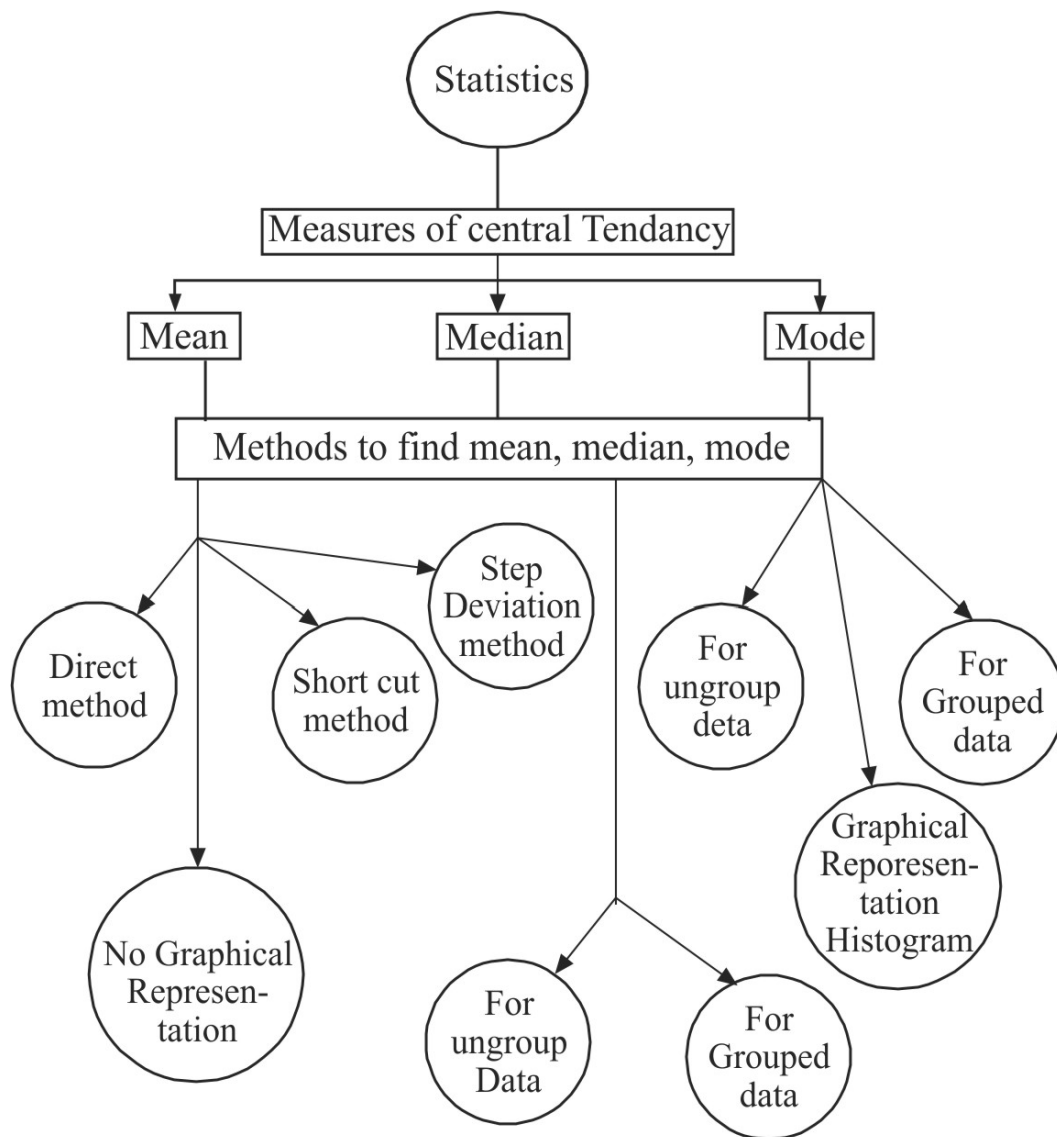 Statistics
Measures of central Tendancy
Mean
Median
Mode
Methods to find mean, median, mode
Direct
method
Short cut
method
Step
Deviation
method
For
ungroup
deta
For
Grouped
data
Graphical
Reporesen-
tation
Histogram
No Graphical
Represen-
tation
For
ungroup
Data
For
Grouped
data